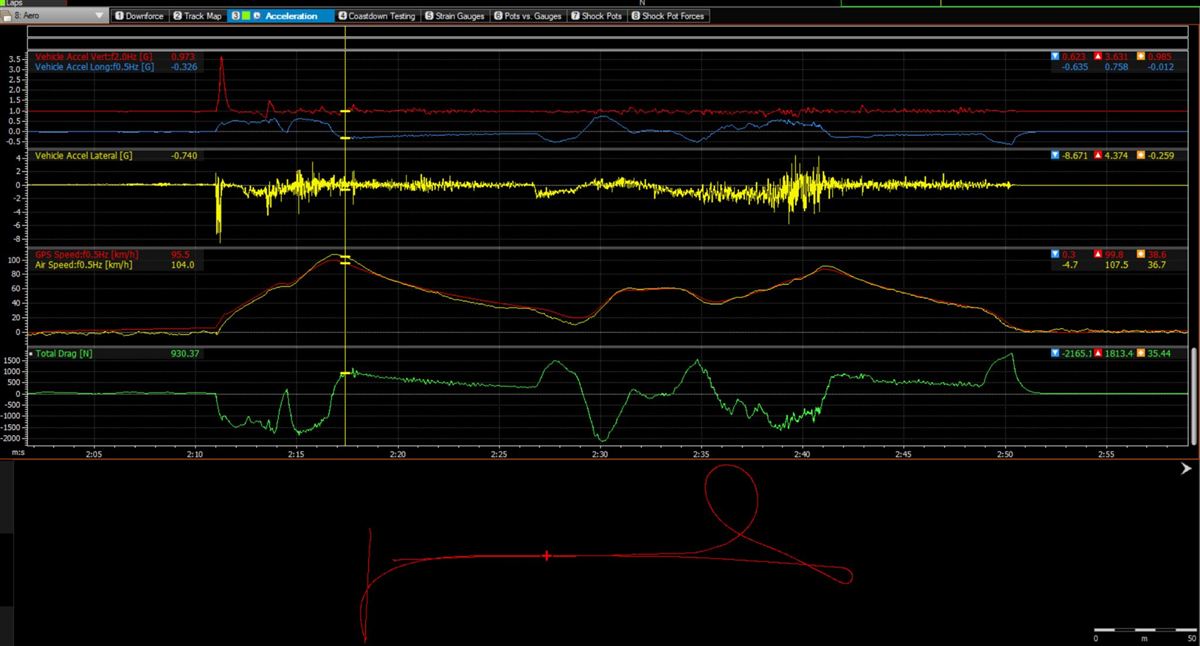 Laps
N
8: Aero
1 Downforce 2 Track Map 3 Acceleration 4 Coastdown Testing 5 Strain Gauges 6 Pots vs. Gauges 7 Shock Pots 8 Shock Pot Forces
Vehicle Accel Vert:f2.0Hz [G] 0.973
0.623 3.631 0.985
Vehicle Accel Long:f0.5Hz [G] -0.326
-0.635 0.758 -0.012
3.5
3.0
2.5
2.0
1.5
1.0
0.5
0.0
-0.5
Vehicle Accel Lateral [G] -0.740
-8.671 4.374 -0.259
4
2
0
-2
-4
-6
-8
GPS Speed:f0.5Hz [km/h] 95.5
0.3 99.8 38.6
Air Speed:f0.5Hz [km/h] 104.0
-4.7 107.5 36.7
100
80
60
40
20
0
Total Drag [N] 930.37
-2165.1 1813.4 35.44
1500
1000
500
0
-500
-1000
-1500
-2000
m:s 2:05 2:10 2:15 2:20 2:25 2:30 2:35 2:40 2:45 2:50 2:55
0 m 50